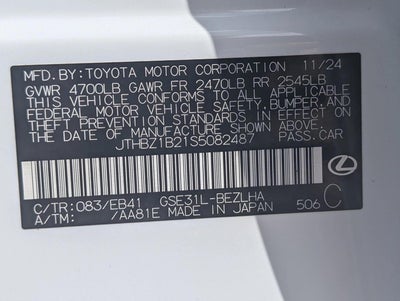 MFD.BY:TOYOTA MOTOR CORPORATION 11/24
GVWR 4700LB GAWR FR 2470LB RR 2545LB
THIS VEHICLE CONFORMS TO ALL APPLICABLE
FEDERAL MOTOR VEHICLE SAFETY, BUMPER, AND
THEFT PREVENTION STANDARDS IN EFFECT ON
THE DATE OF MANUFACTURE SHOWN ABOVE.
JTHBZ1B21S5082487 PASS.CAR
C/TR:083/EB41 GSE31L-BEZLHA
A/TM: /AA81E MADE IN JAPAN 506 C